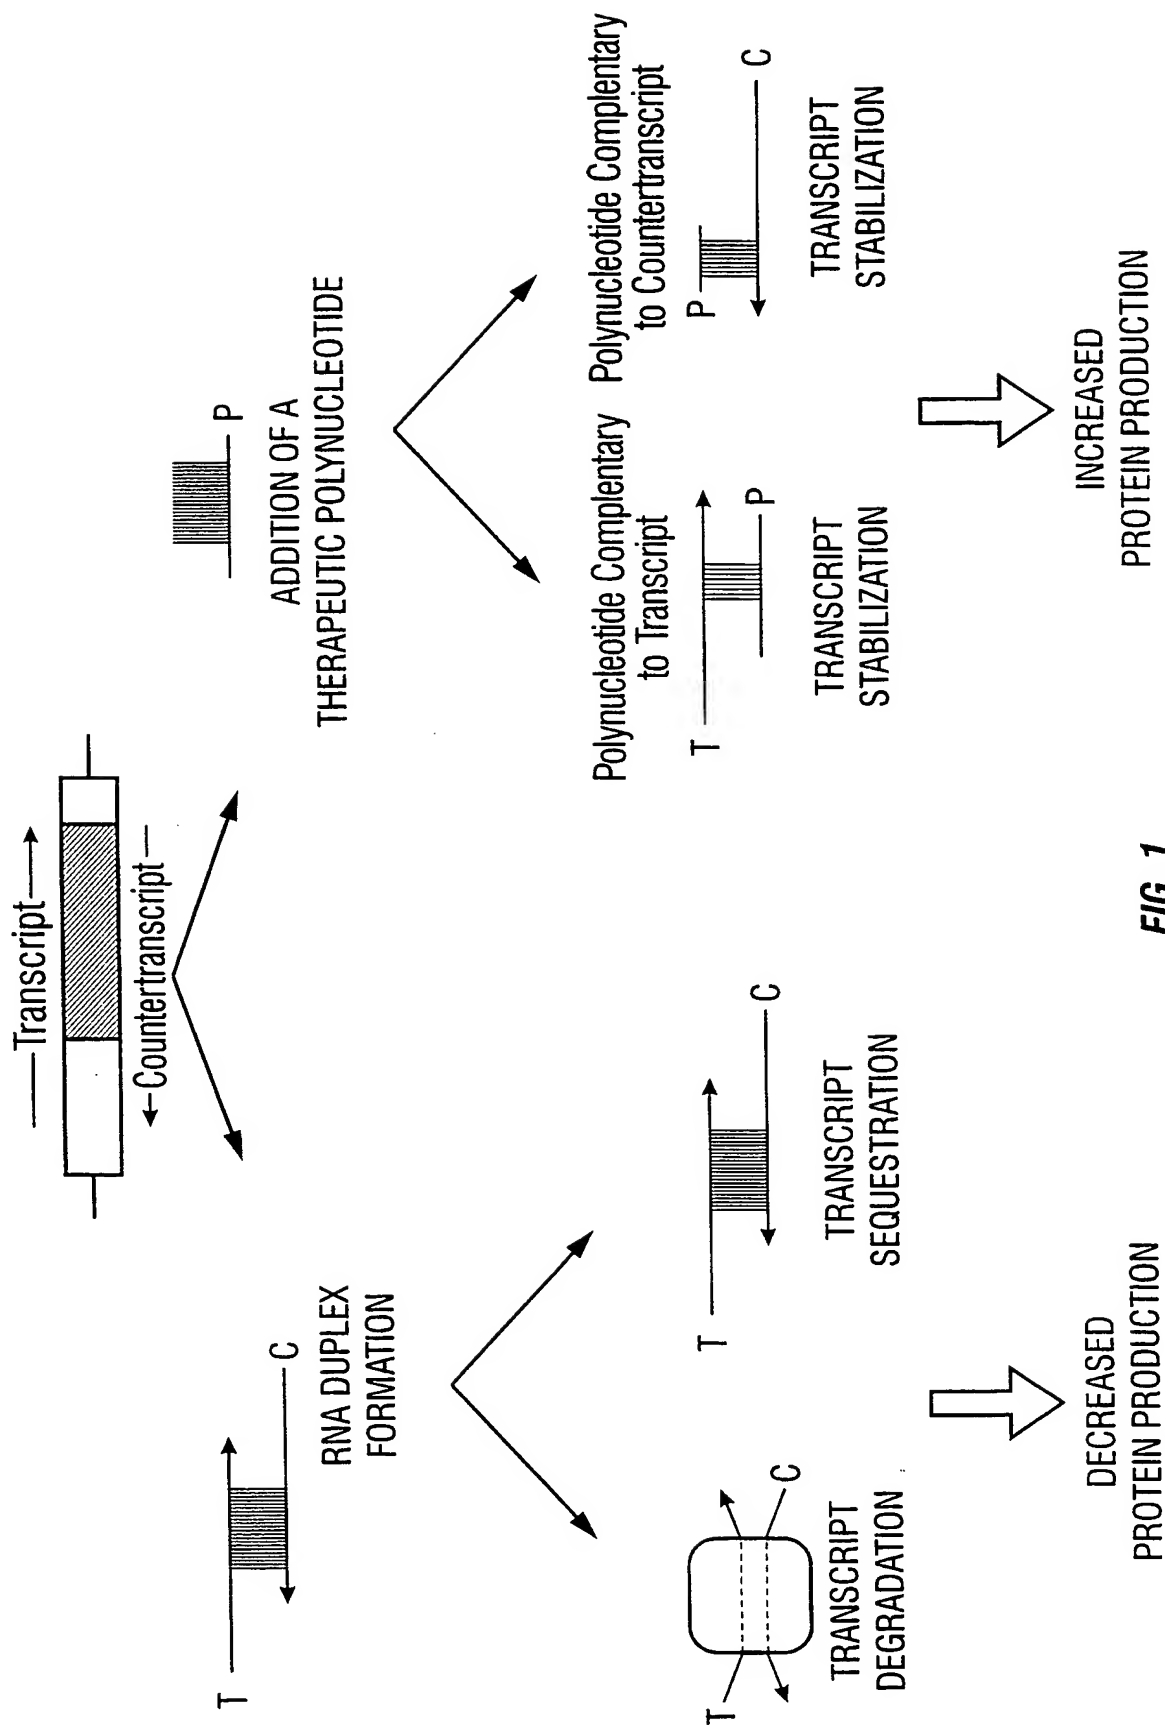 Transcript
Countertranscript
T
C
RNA DUPLEX
FORMATION
P
ADDITION OF A
THERAPEUTIC POLYNUCLEOTIDE
T
C
TRANSCRIPT
DEGRADATION
T
C
TRANSCRIPT
SEQUESTRATION
Polynucleotide Complentary
to Transcript
T
P
TRANSCRIPT
STABILIZATION
Polynucleotide Complentary
to Countertranscript
P
C
TRANSCRIPT
STABILIZATION
DECREASED
PROTEIN PRODUCTION
INCREASED
PROTEIN PRODUCTION
FIG. 1